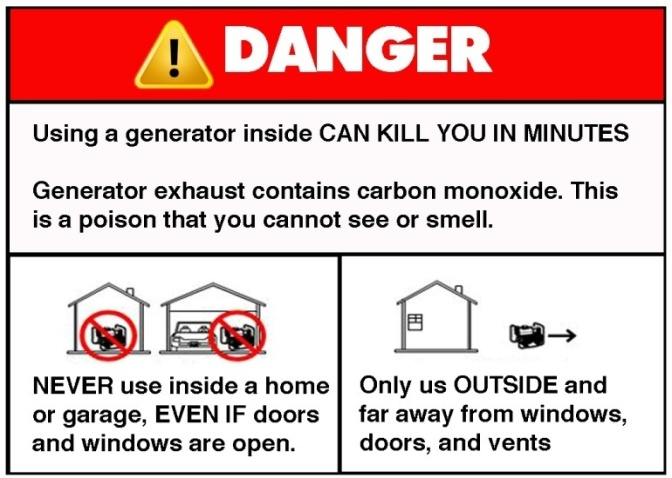 DANGER
Using a generator inside CAN KILL YOU IN MINUTES
Generator exhaust contains carbon monoxide. This
is a poison that you cannot see or smell.
NEVER use inside a home
or garage, EVEN IF doors
and windows are open.
Only us OUTSIDE and
far away from windows,
doors, and vents